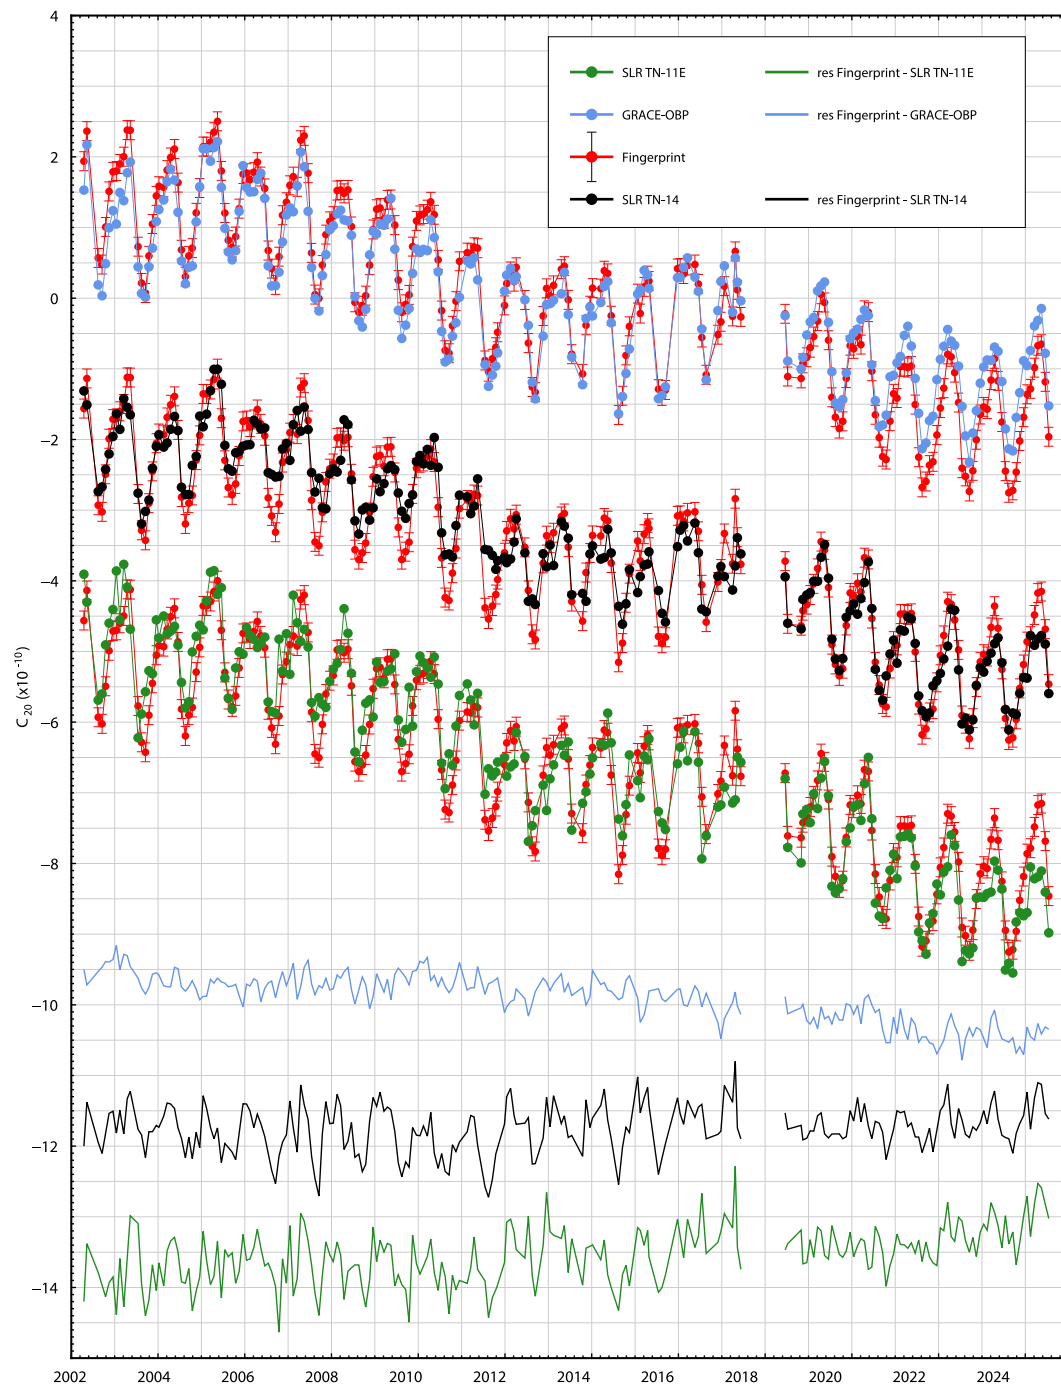 4
SLR TN-11E
res Fingerprint - SLR TN-11E
GRACE-OBP
res Fingerprint - GRACE-OBP
2
Fingerprint
SLR TN-14
res Fingerprint - SLR TN-14
0
−2
−4
C20 (x10-10)
−6
−8
−10
−12
−14
2002 2004 2006 2008 2010 2012 2014 2016 2018 2020 2022 2024